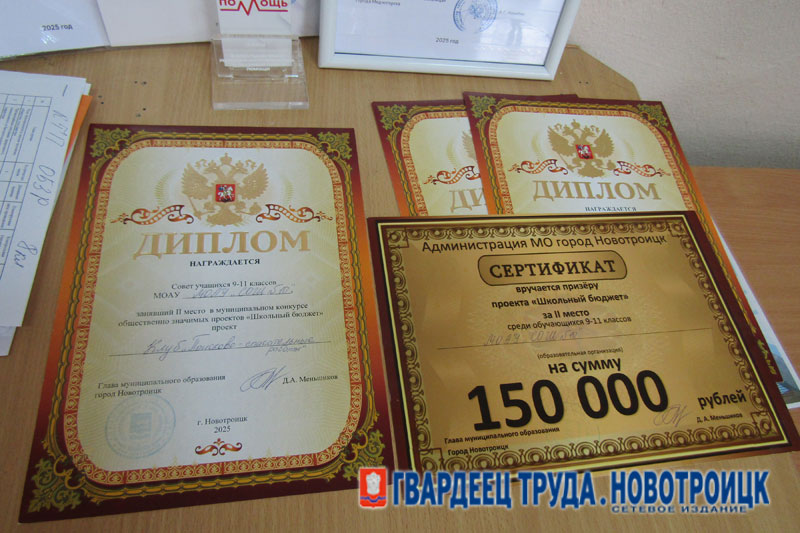 ПОМОЩЬ
2025 год
2025 год
ДИПЛОМ
НАГРАЖДАЕТСЯ
Совет учащихся 9-11 классов
МОАУ
занявший II место в муниципальном конкурсе
общественно значимых проектов «Школьный бюджет»
проект
Клуб
Глава муниципального образования
город Новотроицк
Д.А. Меньшиков
г. Новотроицк
2025
ДИПЛОМ
ДИПЛОМ
НАГРАЖДАЕТСЯ
Администрация МО город Новотроицк
СЕРТИФИКАТ
вручается призёру
проекта «Школьный бюджет»
за II место
среди обучающихся 9-11 классов
(образовательная организация)
на сумму
150 000 рублей
Глава муниципального образования
Город Новотроицк
Д. А. Меньшиков
ГВАРДЕЕЦ ТРУДА . НОВОТРОИЦК
СЕТЕВОЕ ИЗДАНИЕ